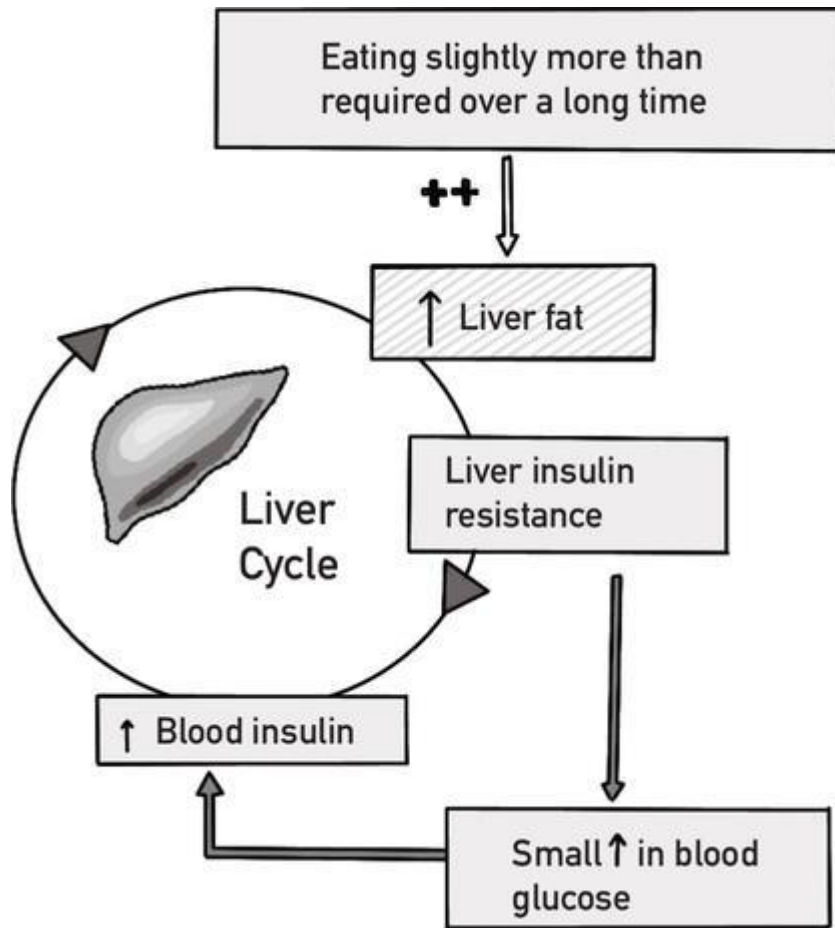 Eating slightly more than
required over a long time
++
↑ Liver fat
Liver insulin
resistance
Liver
Cycle
↑ Blood insulin
Small ↑ in blood
glucose